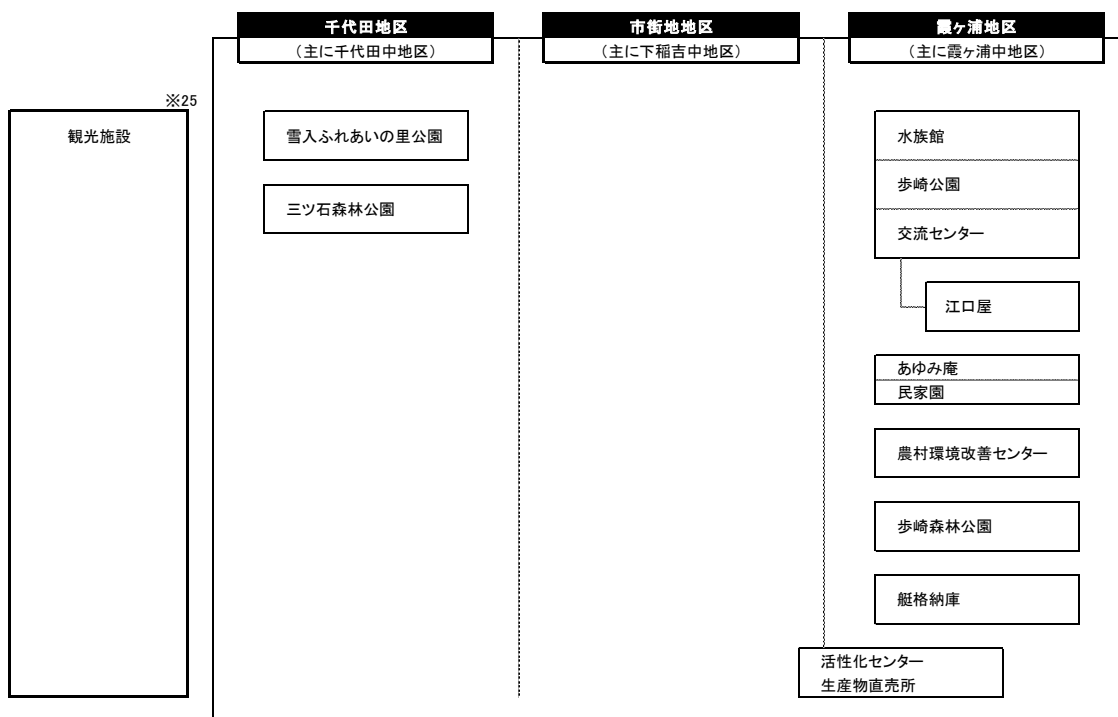 千代田地区
（主に千代田中地区）
市街地地区
（主に下稲吉中地区）
霞ヶ浦地区
（主に霞ヶ浦中地区）
※25
観光施設
雪入ふれあいの里公園
三ツ石森林公園
水族館
歩崎公園
交流センター
江口屋
あゆみ庵
民家園
農村環境改善センター
歩崎森林公園
艇格納庫
活性化センター
生産物直売所